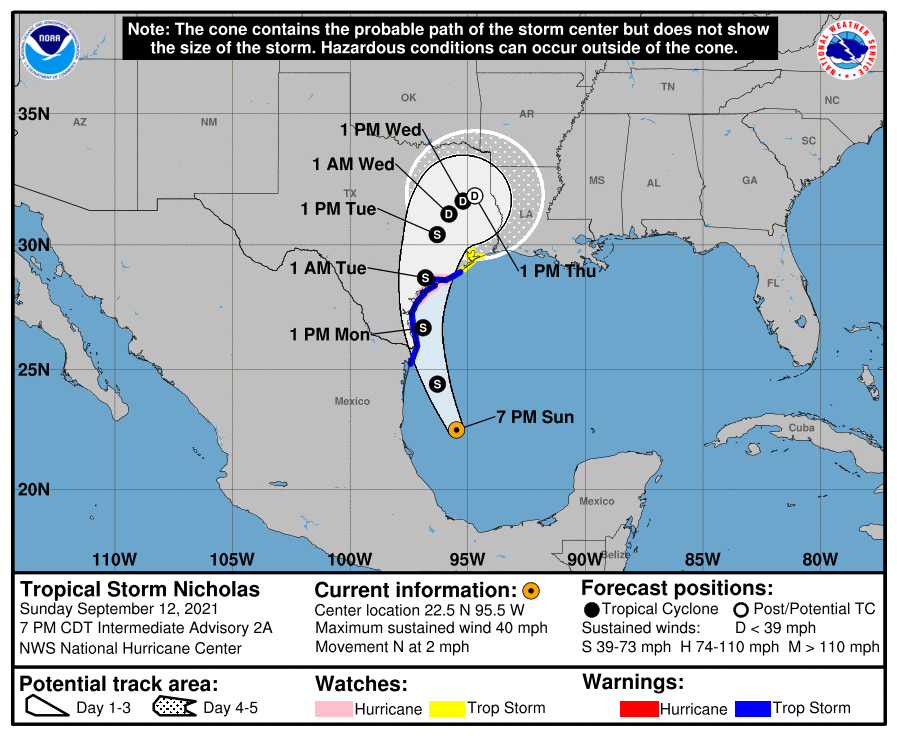 Note: The cone contains the probable path of the storm center but does not show
the size of the storm. Hazardous conditions can occur outside of the cone.
NOAA
NATIONAL WEATHER SERVICE
35N
30N
25N
20N
AZ
NM
OK
TX
AR
LA
TN
MS
AL
GA
SC
NC
FL
Mexico
Cuba
Mexico
Belize
1 PM Wed
1 AM Wed
1 PM Tue
1 AM Tue
1 PM Mon
1 PM Thu
7 PM Sun
D
D
D
S
S
S
S
110W
105W
100W
95W
90W
85W
80W
Tropical Storm Nicholas
Sunday September 12, 2021
7 PM CDT Intermediate Advisory 2A
NWS National Hurricane Center
Current information:
Center location 22.5 N 95.5 W
Maximum sustained wind 40 mph
Movement N at 2 mph
Forecast positions:
Tropical Cyclone Post/Potential TC
Sustained winds: D < 39 mph
S 39-73 mph H 74-110 mph M > 110 mph
Potential track area:
Day 1-3 Day 4-5
Watches:
Hurricane Trop Storm
Warnings:
Hurricane Trop Storm